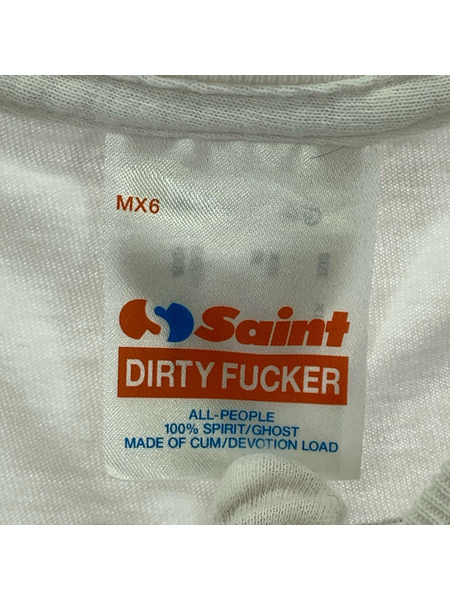 MX6
Saint
DIRTY FUCKER
ALL-PEOPLE
100% SPIRIT/GHOST
MADE OF CUM/DEVOTION LOAD